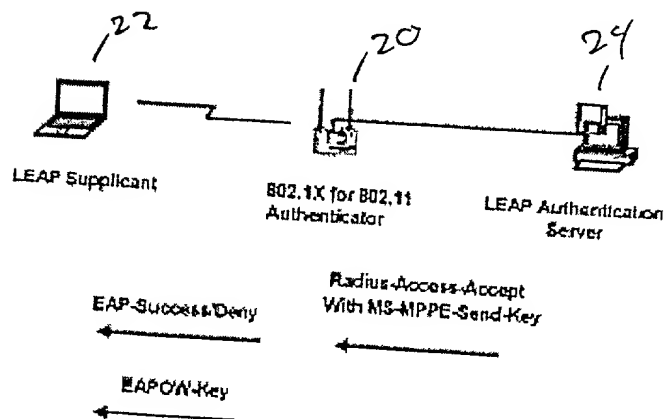 22
20
24
LEAP Supplicant
802.1X for 802.11
Authenticator
LEAP Authentication
Server
EAP-Success/Deny
Radius-Access-Accept
With MS-MPPE-Send-Key
EAPOW-Key